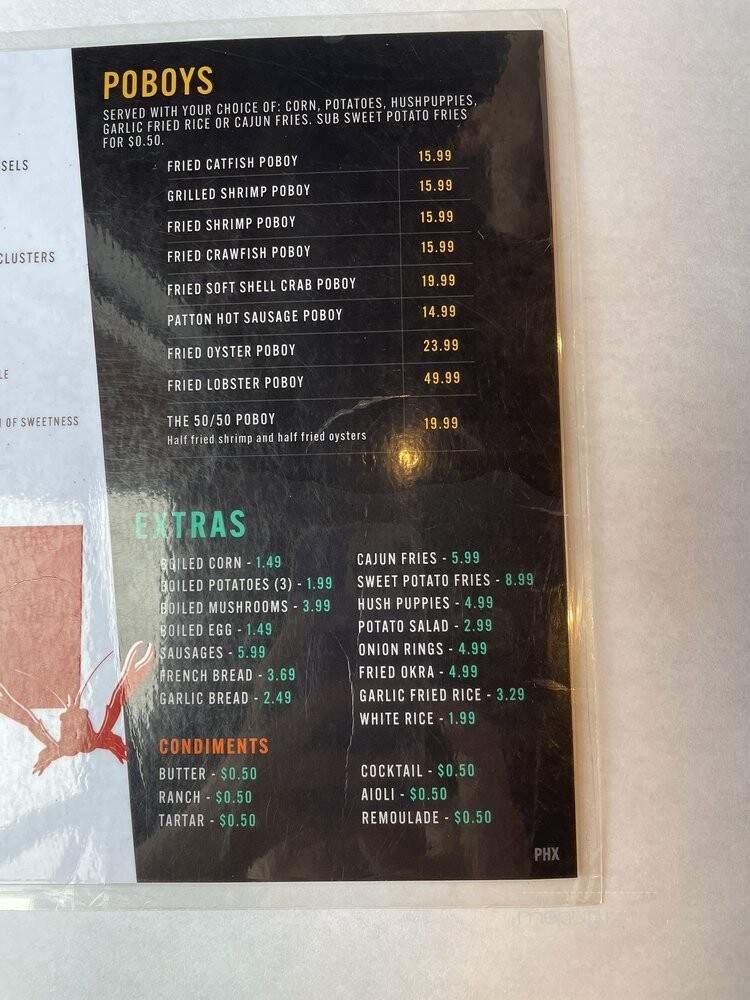 SELS
CLUSTERS
LE
OF SWEETNESS
POBOYS
SERVED WITH YOUR CHOICE OF: CORN, POTATOES, HUSHPUPPIES,
GARLIC FRIED RICE OR CAJUN FRIES. SUB SWEET POTATO FRIES
FOR $0.50.
FRIED CATFISH POBOY 15.99
GRILLED SHRIMP POBOY 15.99
FRIED SHRIMP POBOY 15.99
FRIED CRAWFISH POBOY 15.99
FRIED SOFT SHELL CRAB POBOY 19.99
PATTON HOT SAUSAGE POBOY 14.99
FRIED OYSTER POBOY 23.99
FRIED LOBSTER POBOY 49.99
THE 50/50 POBOY 19.99
Half fried shrimp and half fried oysters
EXTRAS
BOILED CORN - 1.49
BOILED POTATOES (3) - 1.99
BOILED MUSHROOMS - 3.99
BOILED EGG - 1.49
SAUSAGES - 5.99
FRENCH BREAD - 3.69
GARLIC BREAD - 2.49
CAJUN FRIES - 5.99
SWEET POTATO FRIES - 8.99
HUSH PUPPIES - 4.99
POTATO SALAD - 2.99
ONION RINGS - 4.99
FRIED OKRA - 4.99
GARLIC FRIED RICE - 3.29
WHITE RICE - 1.99
CONDIMENTS
BUTTER - $0.50
RANCH - $0.50
TARTAR - $0.50
COCKTAIL - $0.50
AIOLI - $0.50
REMOULADE - $0.50
PHX